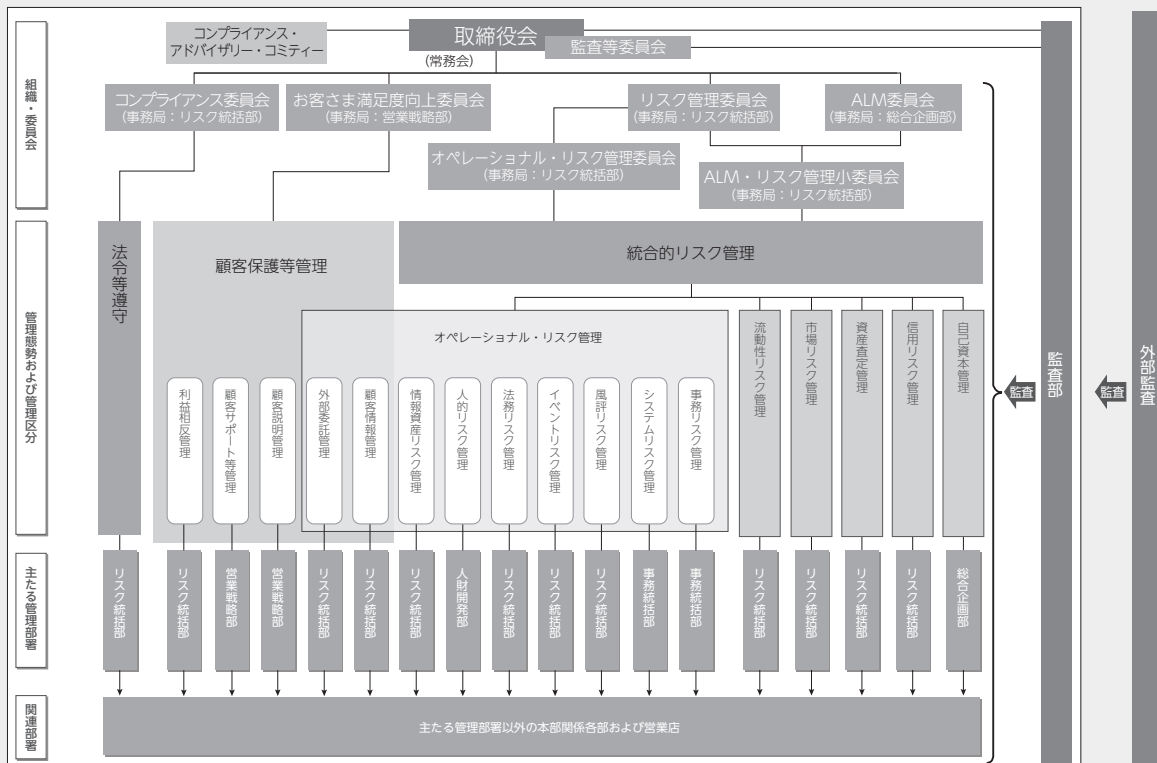 コンプライアンス・
アドバイザリー・コミティー
取締役会
監査等委員会
(常務会)
組織・委員会
コンプライアンス委員会
(事務局：リスク統括部)
お客さま満足度向上委員会
(事務局：営業戦略部)
リスク管理委員会
(事務局：リスク統括部)
ALM委員会
(事務局：総合企画部)
オペレーショナル・リスク管理委員会
(事務局：リスク統括部)
ALM・リスク管理小委員会
(事務局：リスク統括部)
管理態勢および管理区分
法令等遵守
顧客保護等管理
統合的リスク管理
オペレーショナル・リスク管理
利益相反管理
顧客サポート等管理
顧客説明管理
外部委託管理
顧客情報管理
情報資産リスク管理
人的リスク管理
法務リスク管理
イベントリスク管理
風評リスク管理
システムリスク管理
事務リスク管理
流動性リスク管理
市場リスク管理
資産査定管理
信用リスク管理
自己資本管理
監査
監査部
監査
外部監査
主たる管理部署
リスク統括部
リスク統括部
営業戦略部
営業戦略部
リスク統括部
リスク統括部
リスク統括部
人財開発部
リスク統括部
リスク統括部
リスク統括部
事務統括部
事務統括部
リスク統括部
リスク統括部
リスク統括部
リスク統括部
総合企画部
関連部署
主たる管理部署以外の本部関係各部および営業店